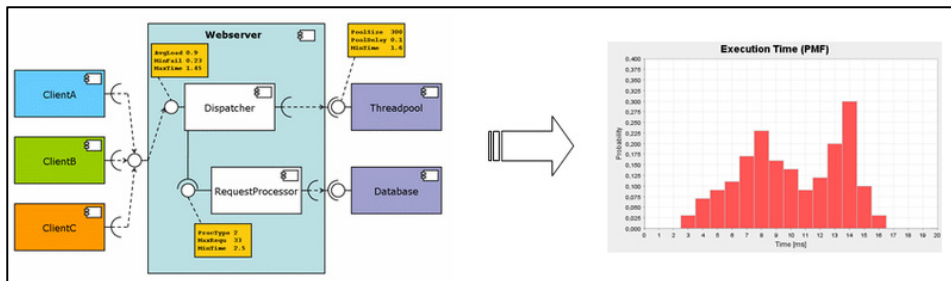 Webserver
AvgLoad 0.9
MinFail 0.23
MaxTime 1.45
PoolSize 300
PoolDelay 0.1
MinTime 1.6
ClientA
ClientB
ClientC
Dispatcher
Threadpool
RequestProcessor
Database
ProcType 2
MaxRequ 33
MinTime 2.5
Execution Time (PMF)
Probability
0,400
0,375
0,350
0,325
0,300
0,275
0,250
0,225
0,200
0,175
0,150
0,125
0,100
0,075
0,050
0,025
0,000
0 1 2 3 4 5 6 7 8 9 10 11 12 13 14 15 16 17 18 19 20
Time [ms]